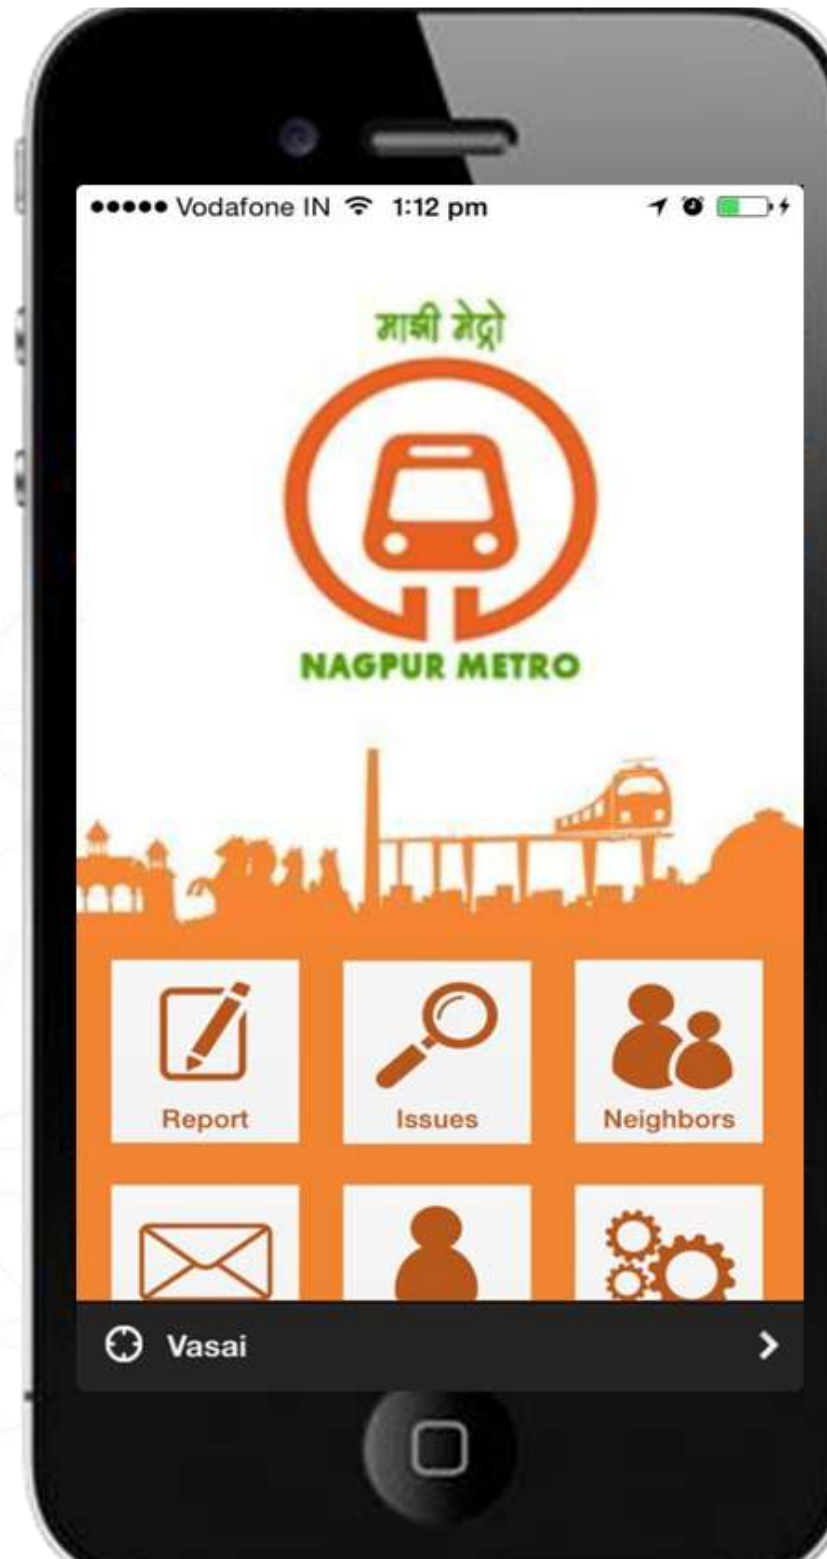 Vodafone IN 1:12 pm
माझी मेट्रो
NAGPUR METRO
Report Issues Neighbors
Vasai